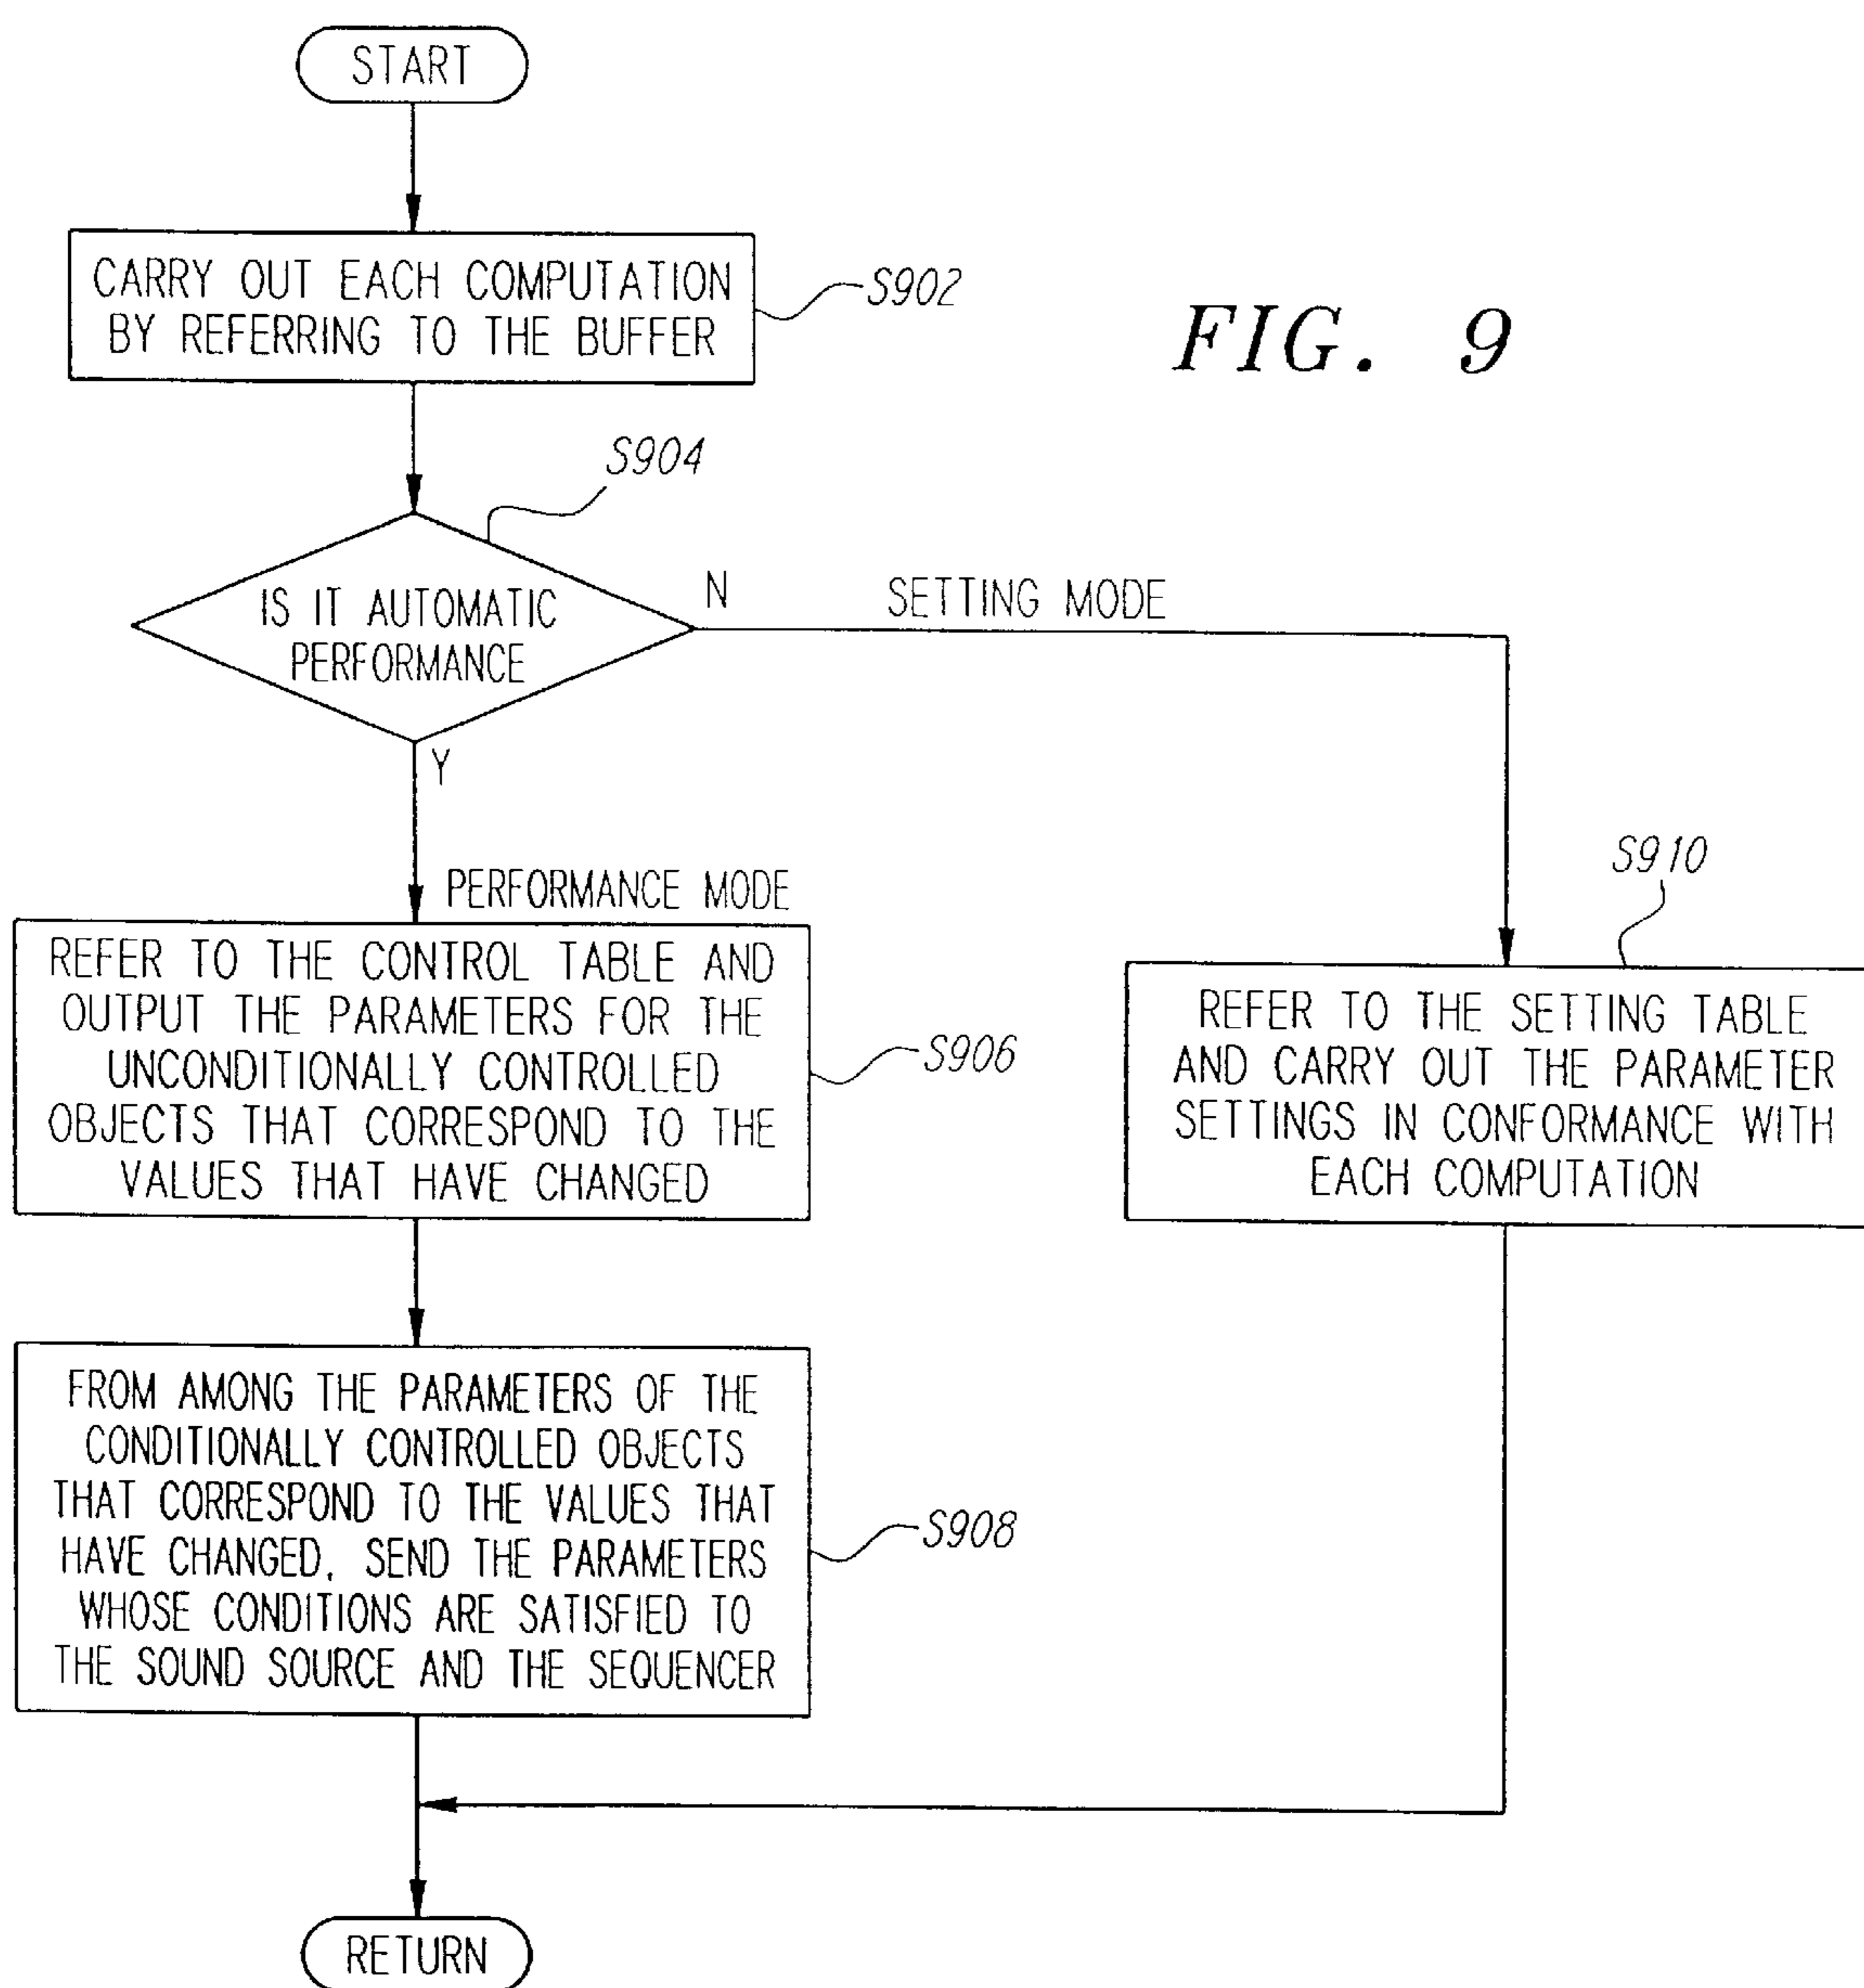 START
CARRY OUT EACH COMPUTATION
BY REFERRING TO THE BUFFER
S902
FIG. 9
S904
IS IT AUTOMATIC
PERFORMANCE
N
SETTING MODE
Y
PERFORMANCE MODE
REFER TO THE CONTROL TABLE AND
OUTPUT THE PARAMETERS FOR THE
UNCONDITIONALLY CONTROLLED
OBJECTS THAT CORRESPOND TO THE
VALUES THAT HAVE CHANGED
S906
S910
REFER TO THE SETTING TABLE
AND CARRY OUT THE PARAMETER
SETTINGS IN CONFORMANCE WITH
EACH COMPUTATION
FROM AMONG THE PARAMETERS OF THE
CONDITIONALLY CONTROLLED OBJECTS
THAT CORRESPOND TO THE VALUES THAT
HAVE CHANGED, SEND THE PARAMETERS
WHOSE CONDITIONS ARE SATISFIED TO
THE SOUND SOURCE AND THE SEQUENCER
S908
RETURN